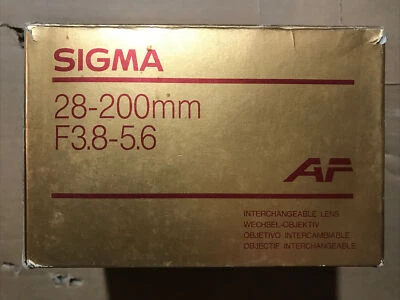 SIGMA
28-200mm
F3.8-5.6
AF
INTERCHANGEABLE LENS
WECHSEL-OBJEKTIV
OBJETIVO INTERCAMBIABLE
OBJECTIF INTERCHANGEABLE